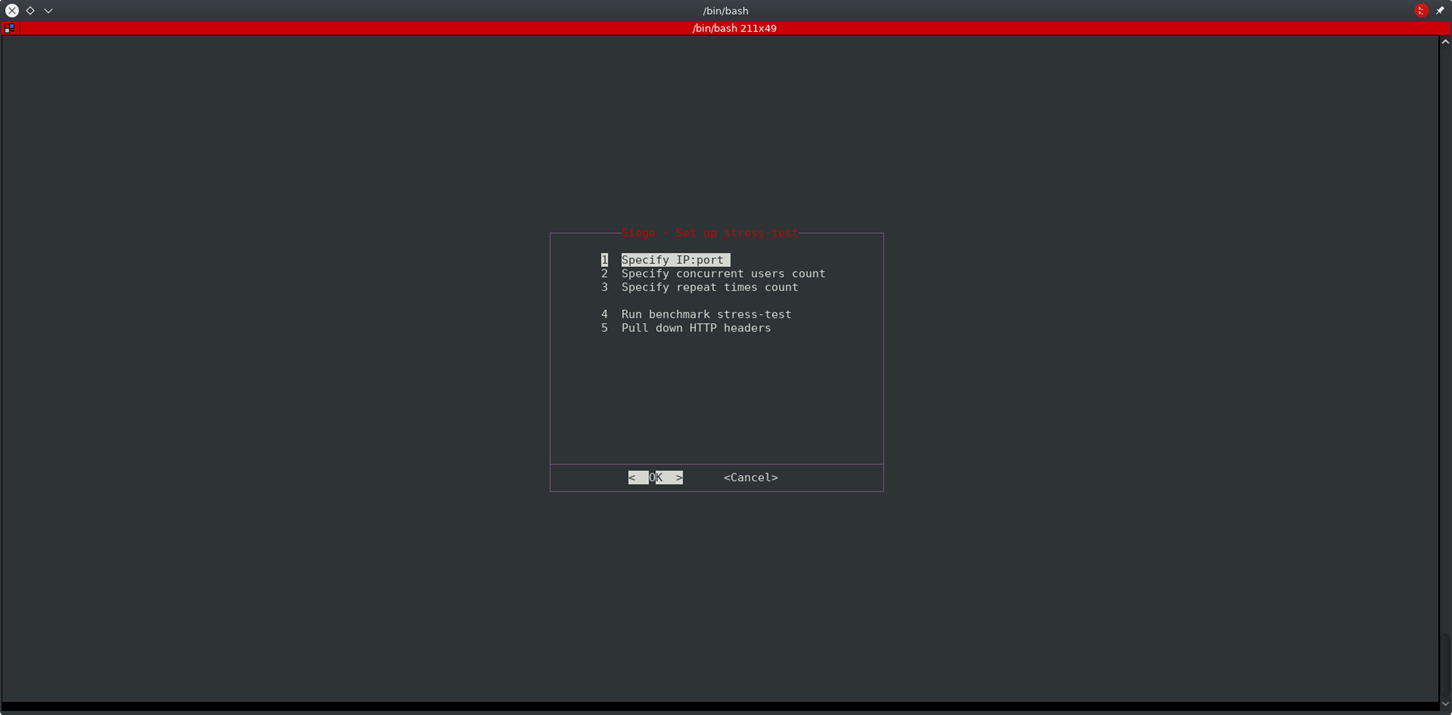 /bin/bash
/bin/bash 211x49
Siege - Set up stress-test
1 Specify IP:port
2 Specify concurrent users count
3 Specify repeat times count
4 Run benchmark stress-test
5 Pull down HTTP headers
< OK > <Cancel>